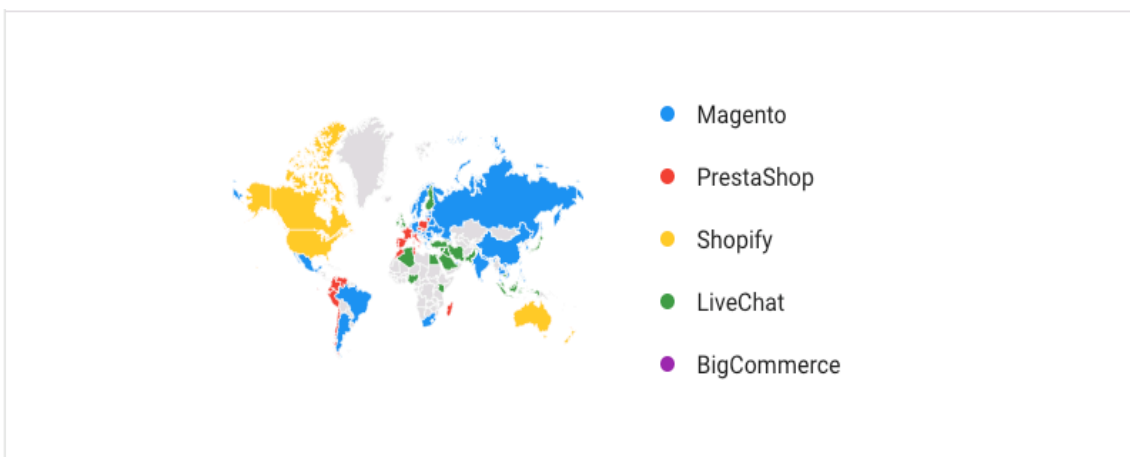 Magento
PrestaShop
Shopify
LiveChat
BigCommerce